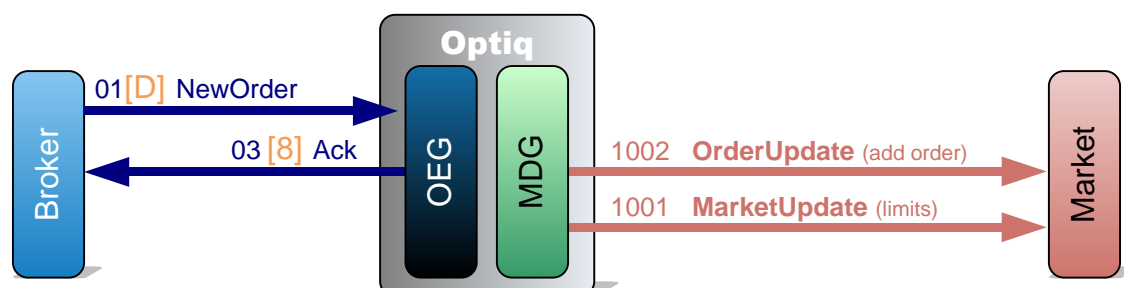 Optiq
01[D] NewOrder
03 [8] Ack
Broker
OEG
MDG
1002 OrderUpdate (add order)
1001 MarketUpdate (limits)
Market